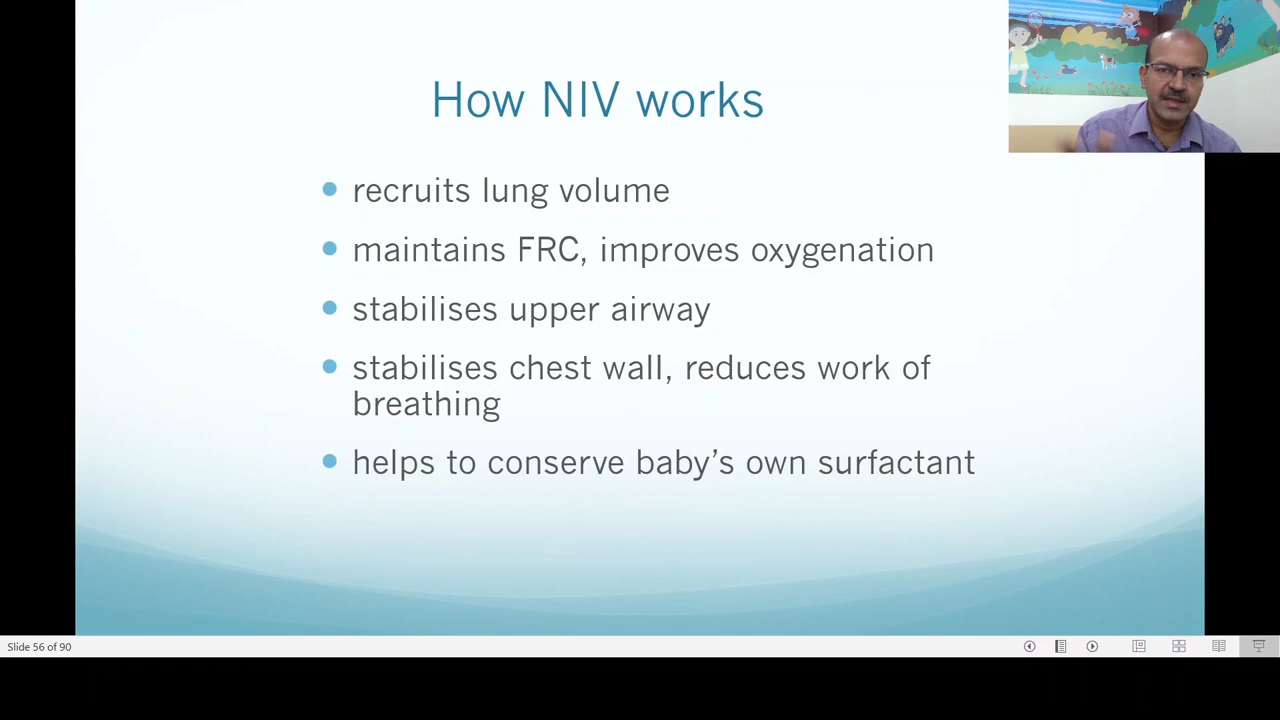 How NIV works
recruits lung volume
maintains FRC, improves oxygenation
stabilises upper airway
stabilises chest wall, reduces work of
breathing
helps to conserve baby’s own surfactant
Slide 56 of 90